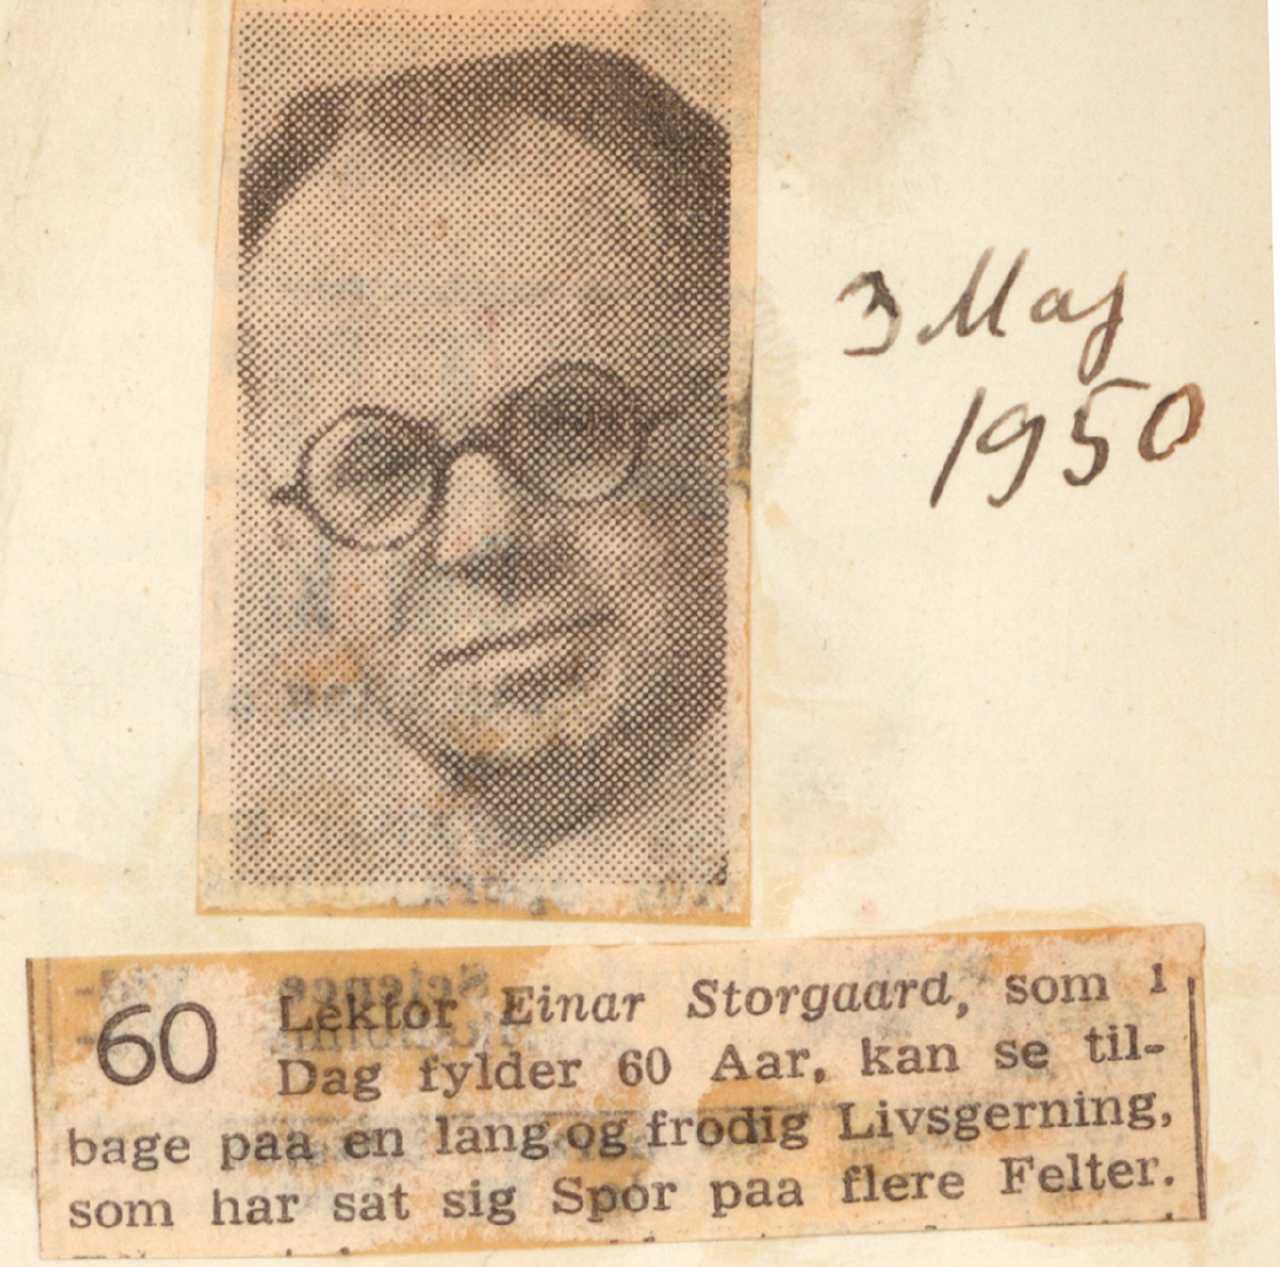 3 Maj
1950
60 Lektor Einar Storgaard, som i
Dag fylder 60 Aar, kan se til-
bage paa en lang og frodig Livsgerning,
som har sat sig Spor paa flere Felter.